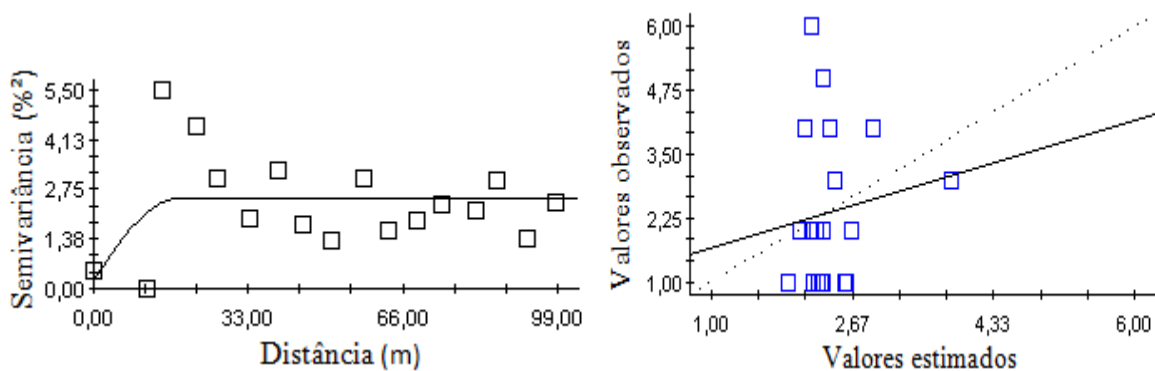 Semivariância (%²)
5,50
4,13
2,75
1,38
0,00
0,00 33,00 66,00 99,00
Distância (m)
Valores observados
6,00
4,75
3,50
2,25
1,00
1,00 2,67 4,33 6,00
Valores estimados